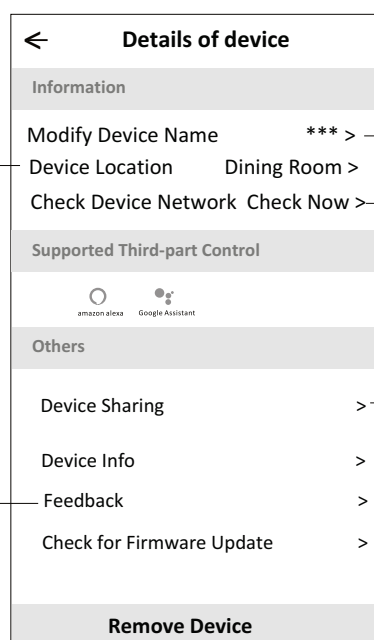 ← Details of device
Information
Modify Device Name *** >
Device Location Dining Room >
Check Device Network Check Now >
Supported Third-part Control
amazon alexa Google Assistant
Others
Device Sharing >
Device Info >
Feedback >
Check for Firmware Update >
Remove Device